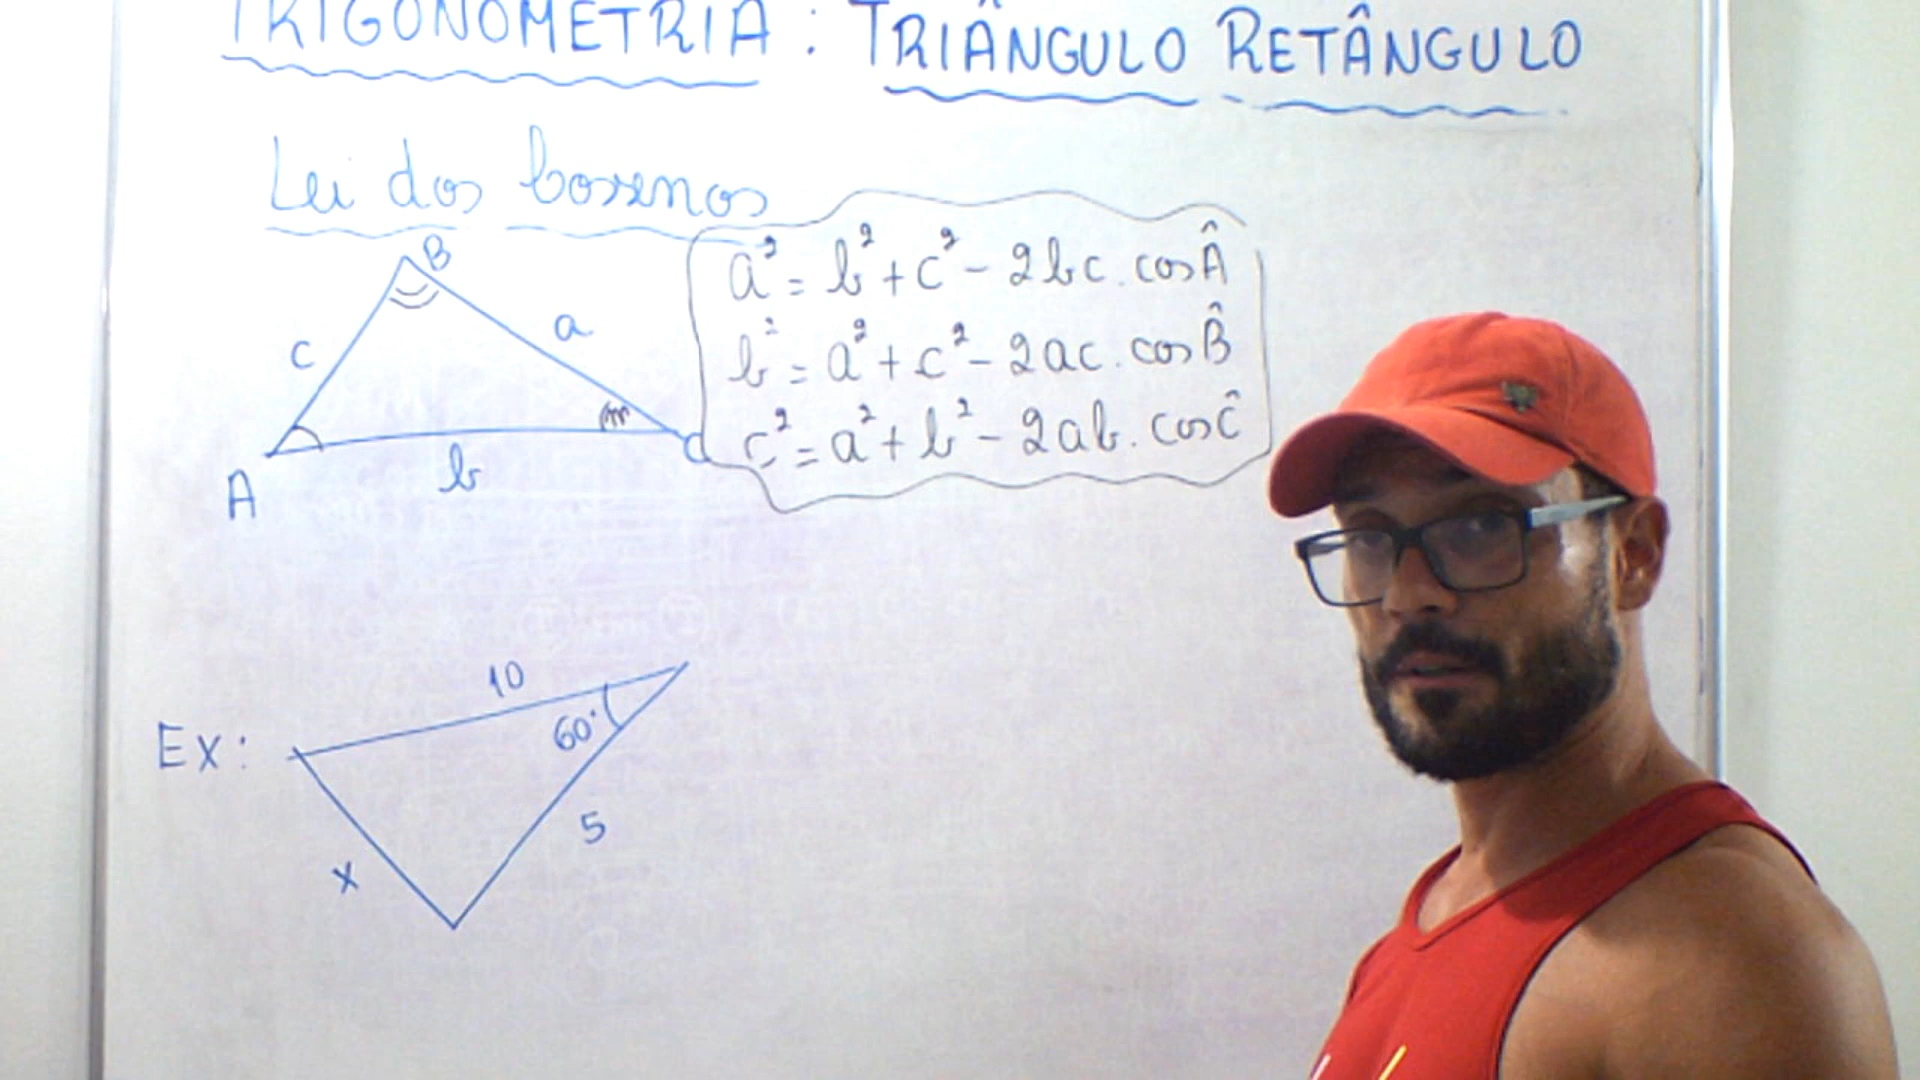 TRIGONOMETRIA : TRIÂNGULO RETÂNGULO
Lei dos Cossenos
B
c
a
A
b
C
a² = b² + c² - 2bc . cos Â
b² = a² + c² - 2ac . cos B̂
c² = a² + b² - 2ab . cos Ĉ
Ex:
10
60°
5
x